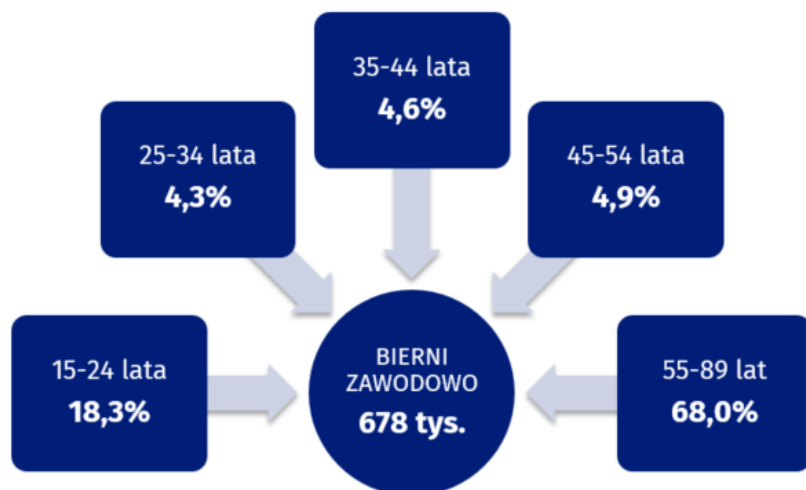 35-44 lata
4,6%
25-34 lata
4,3%
45-54 lata
4,9%
15-24 lata
18,3%
BIERNI
ZAWODOWO
678 tys.
55-89 lat
68,0%